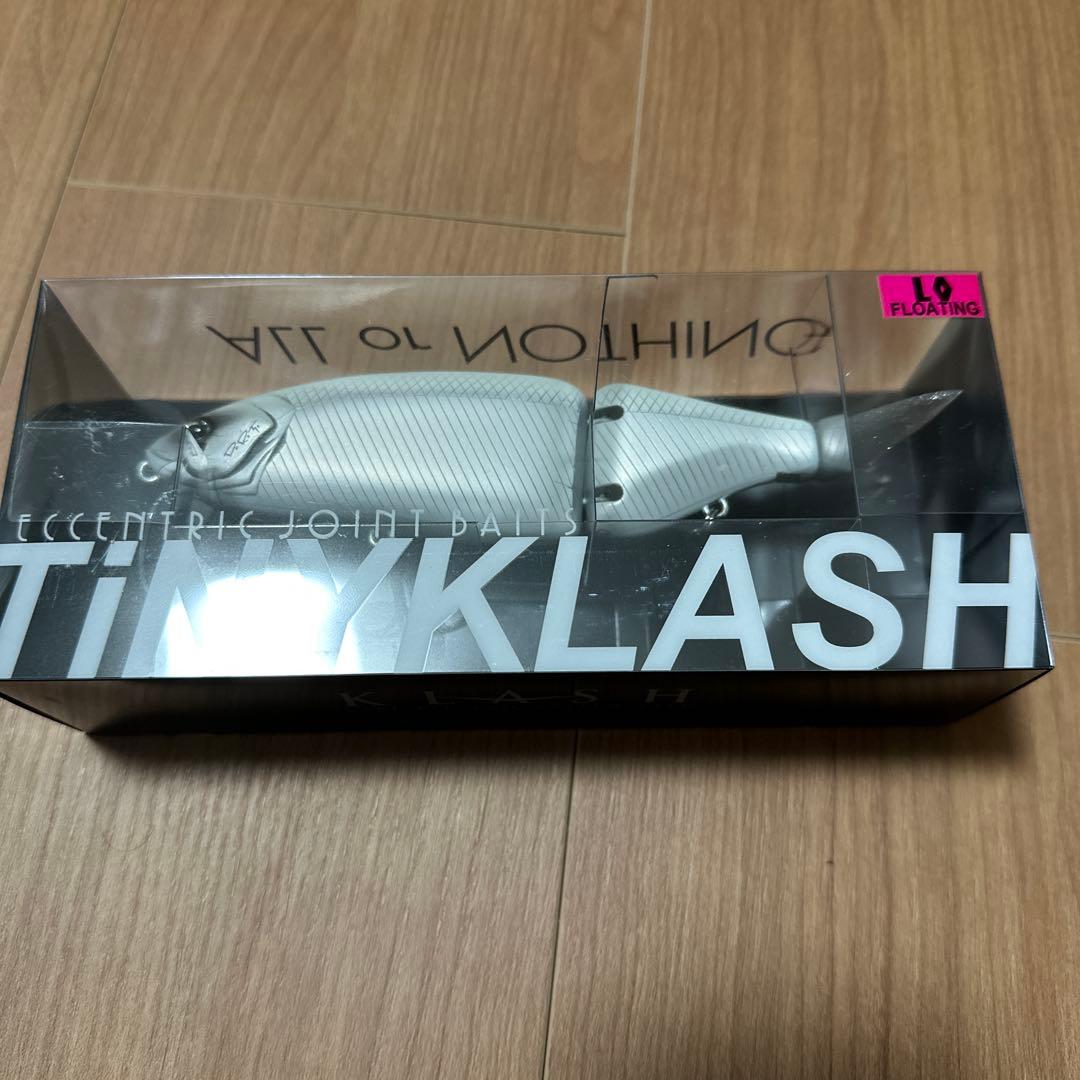 LO
FLOATING
ALL or NOTHING
ECCENTRIC JOINT BAITS
TiNYKLASH
KLASH